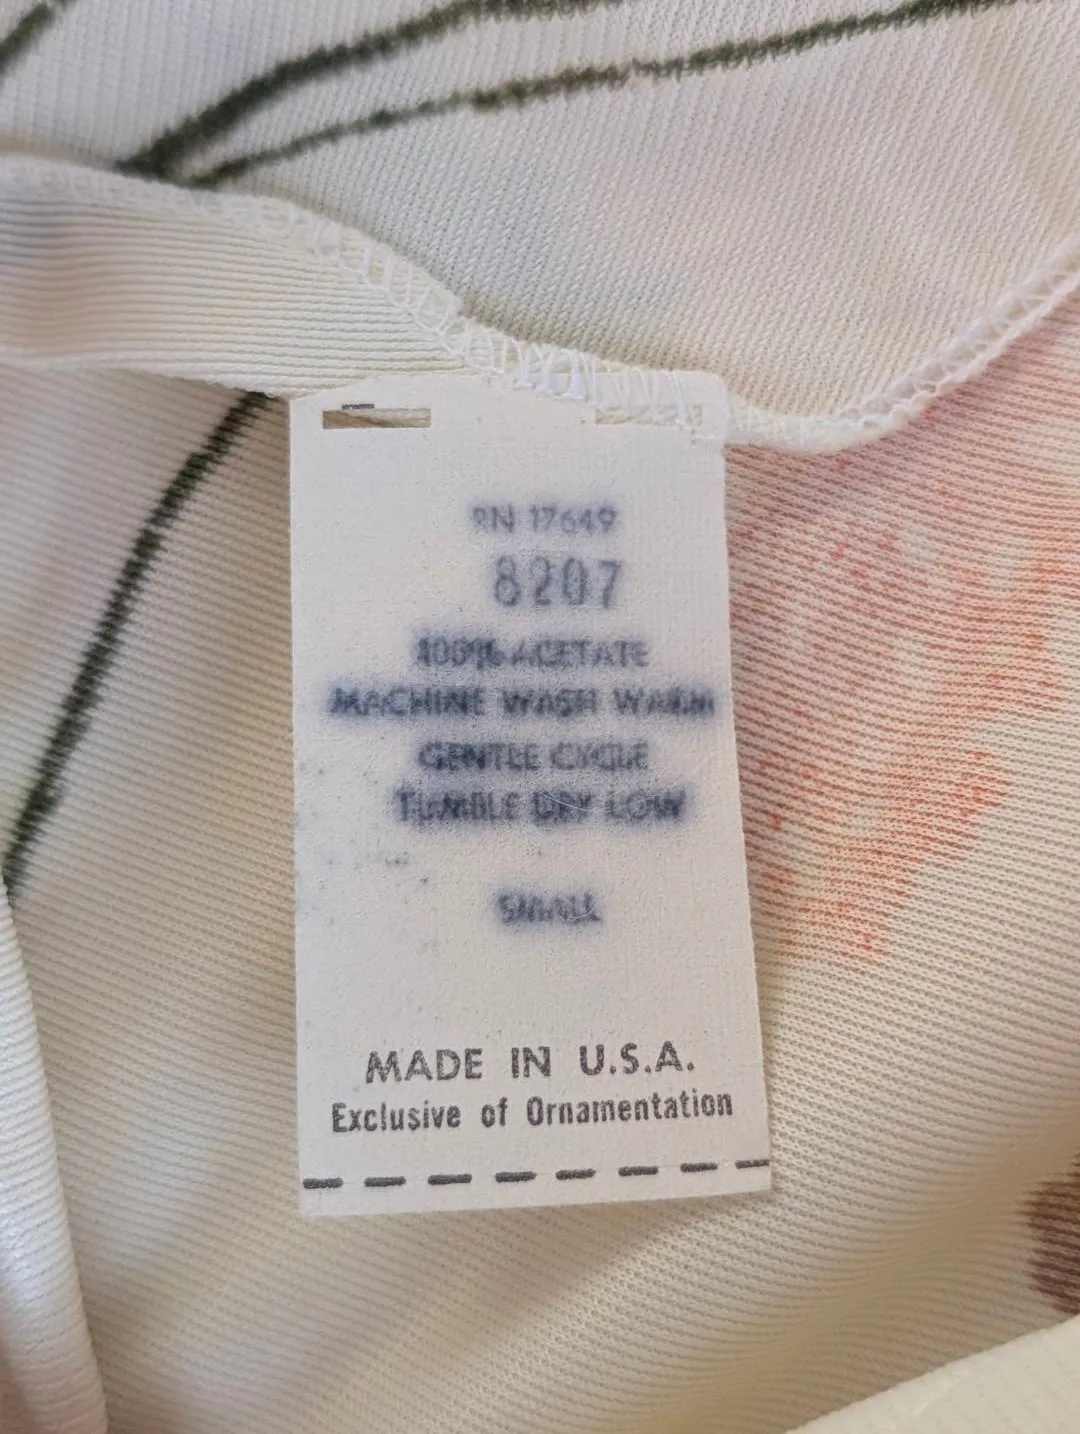 RN 17649
8207
100% ACETATE
MACHINE WASH WARM
GENTLE CYCLE
TUMBLE DRY LOW
SMALL
MADE IN U.S.A.
Exclusive of Ornamentation